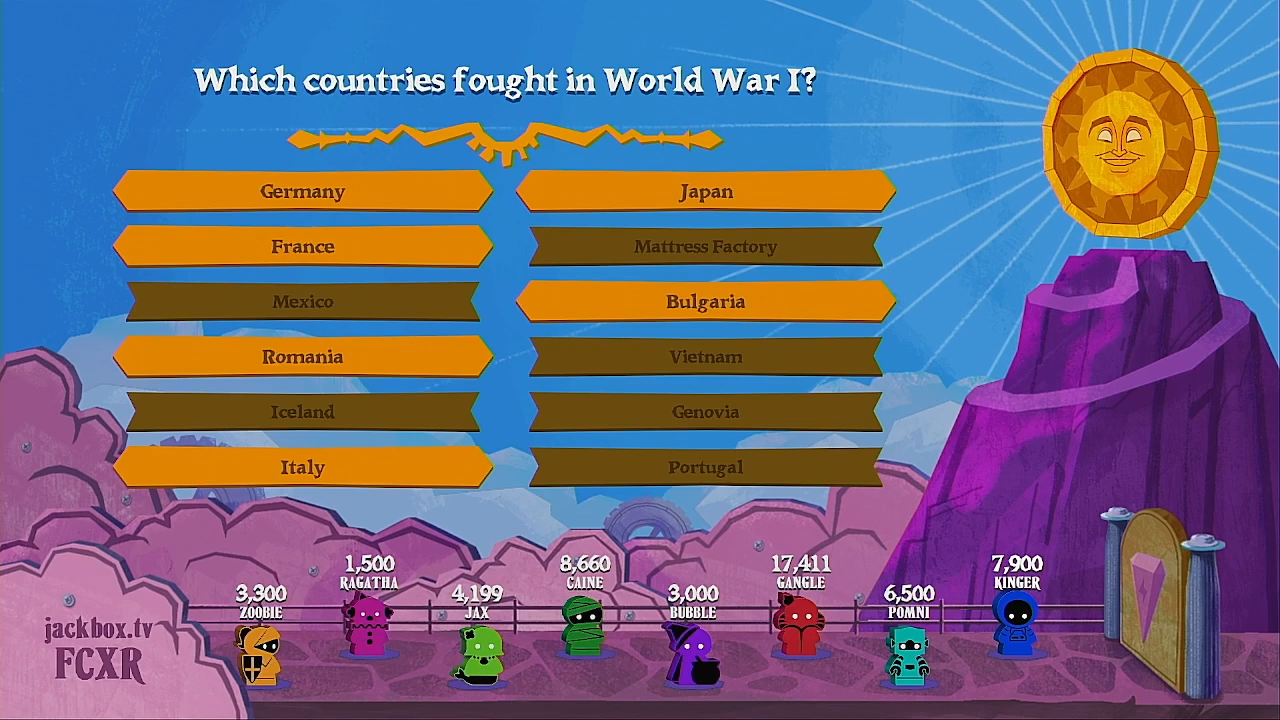 Which countries fought in World War I?
Germany
Japan
France
Mattress Factory
Mexico
Bulgaria
Romania
Vietnam
Iceland
Genovia
Italy
Portugal
3,300
ZOOBIE
1,500
RAGATHA
4,199
JAX
8,660
CAINE
3,000
BUBBLE
17,411
GANGLE
6,500
POMNI
7,900
KINGER
jackbox.tv
FCXR